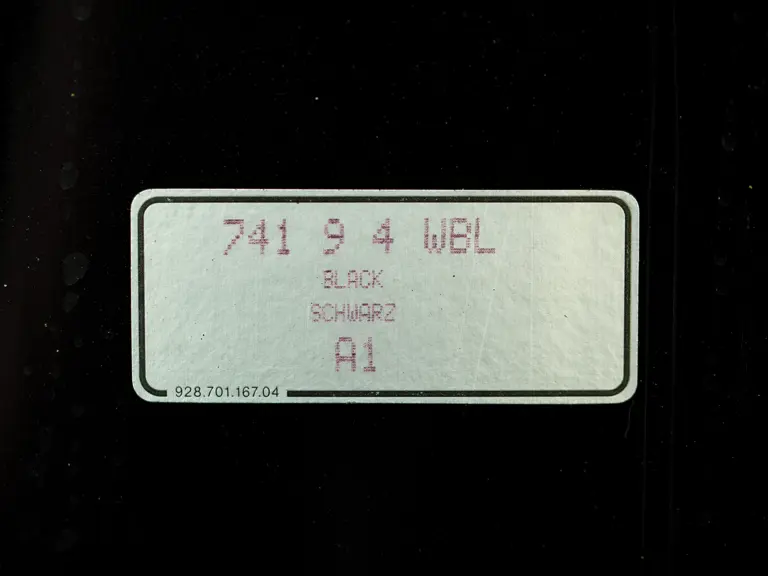 741 9 4 WBL
BLACK
SCHWARZ
A1
928.701.167.04